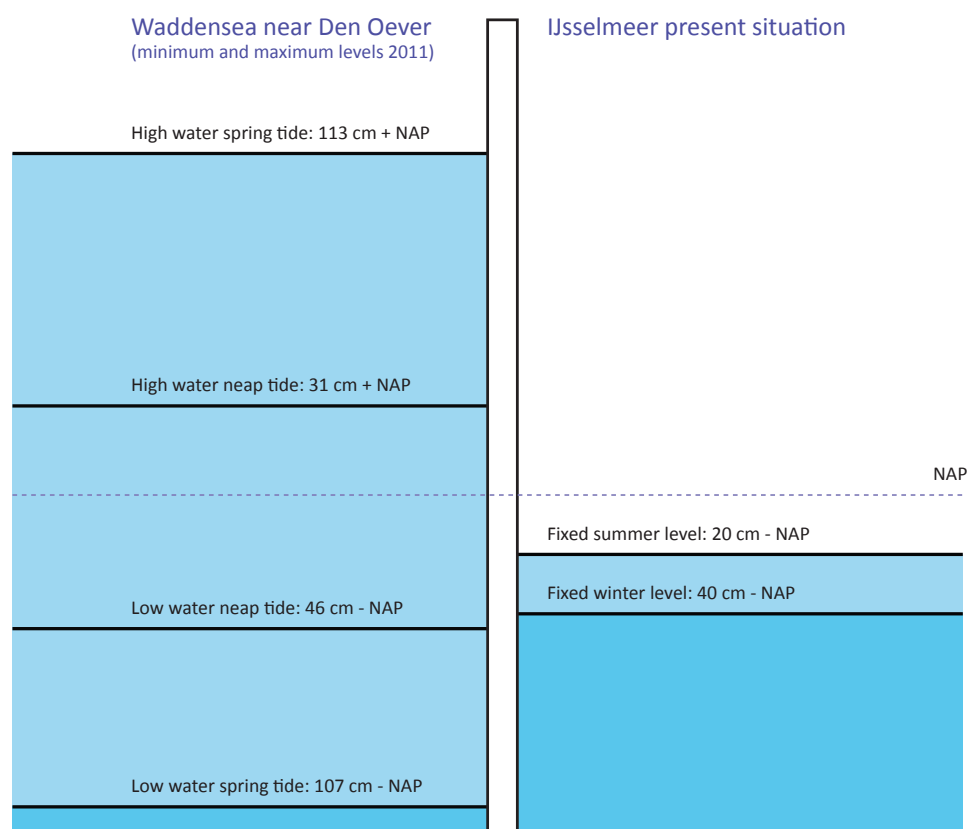 Waddensea near Den Oever
(minimum and maximum levels 2011)
IJsselmeer present situation
High water spring tide: 113 cm + NAP
High water neap tide: 31 cm + NAP
NAP
Fixed summer level: 20 cm - NAP
Fixed winter level: 40 cm - NAP
Low water neap tide: 46 cm - NAP
Low water spring tide: 107 cm - NAP